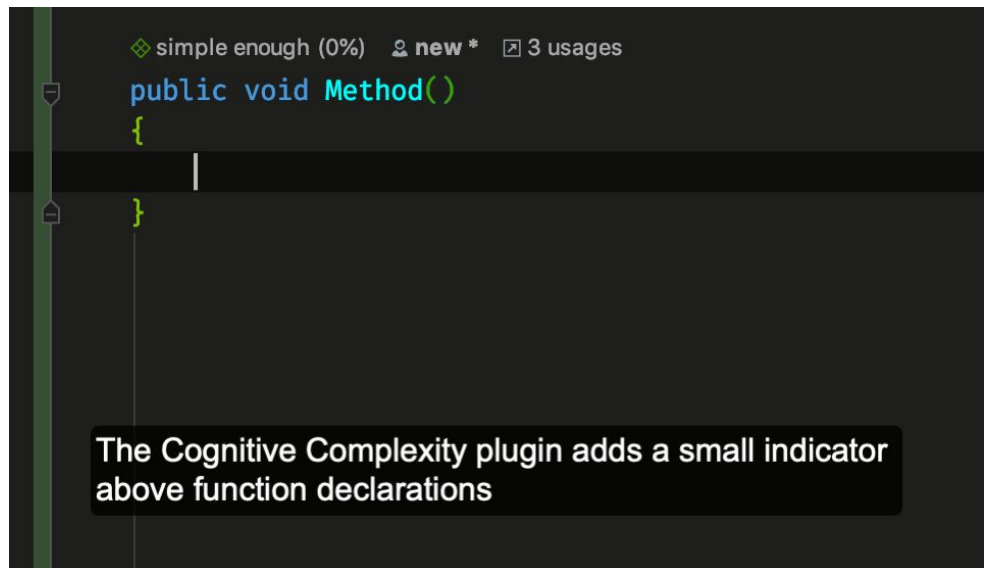 simple enough (0%) new * 3 usages
public void Method()
{
}
The Cognitive Complexity plugin adds a small indicator
above function declarations